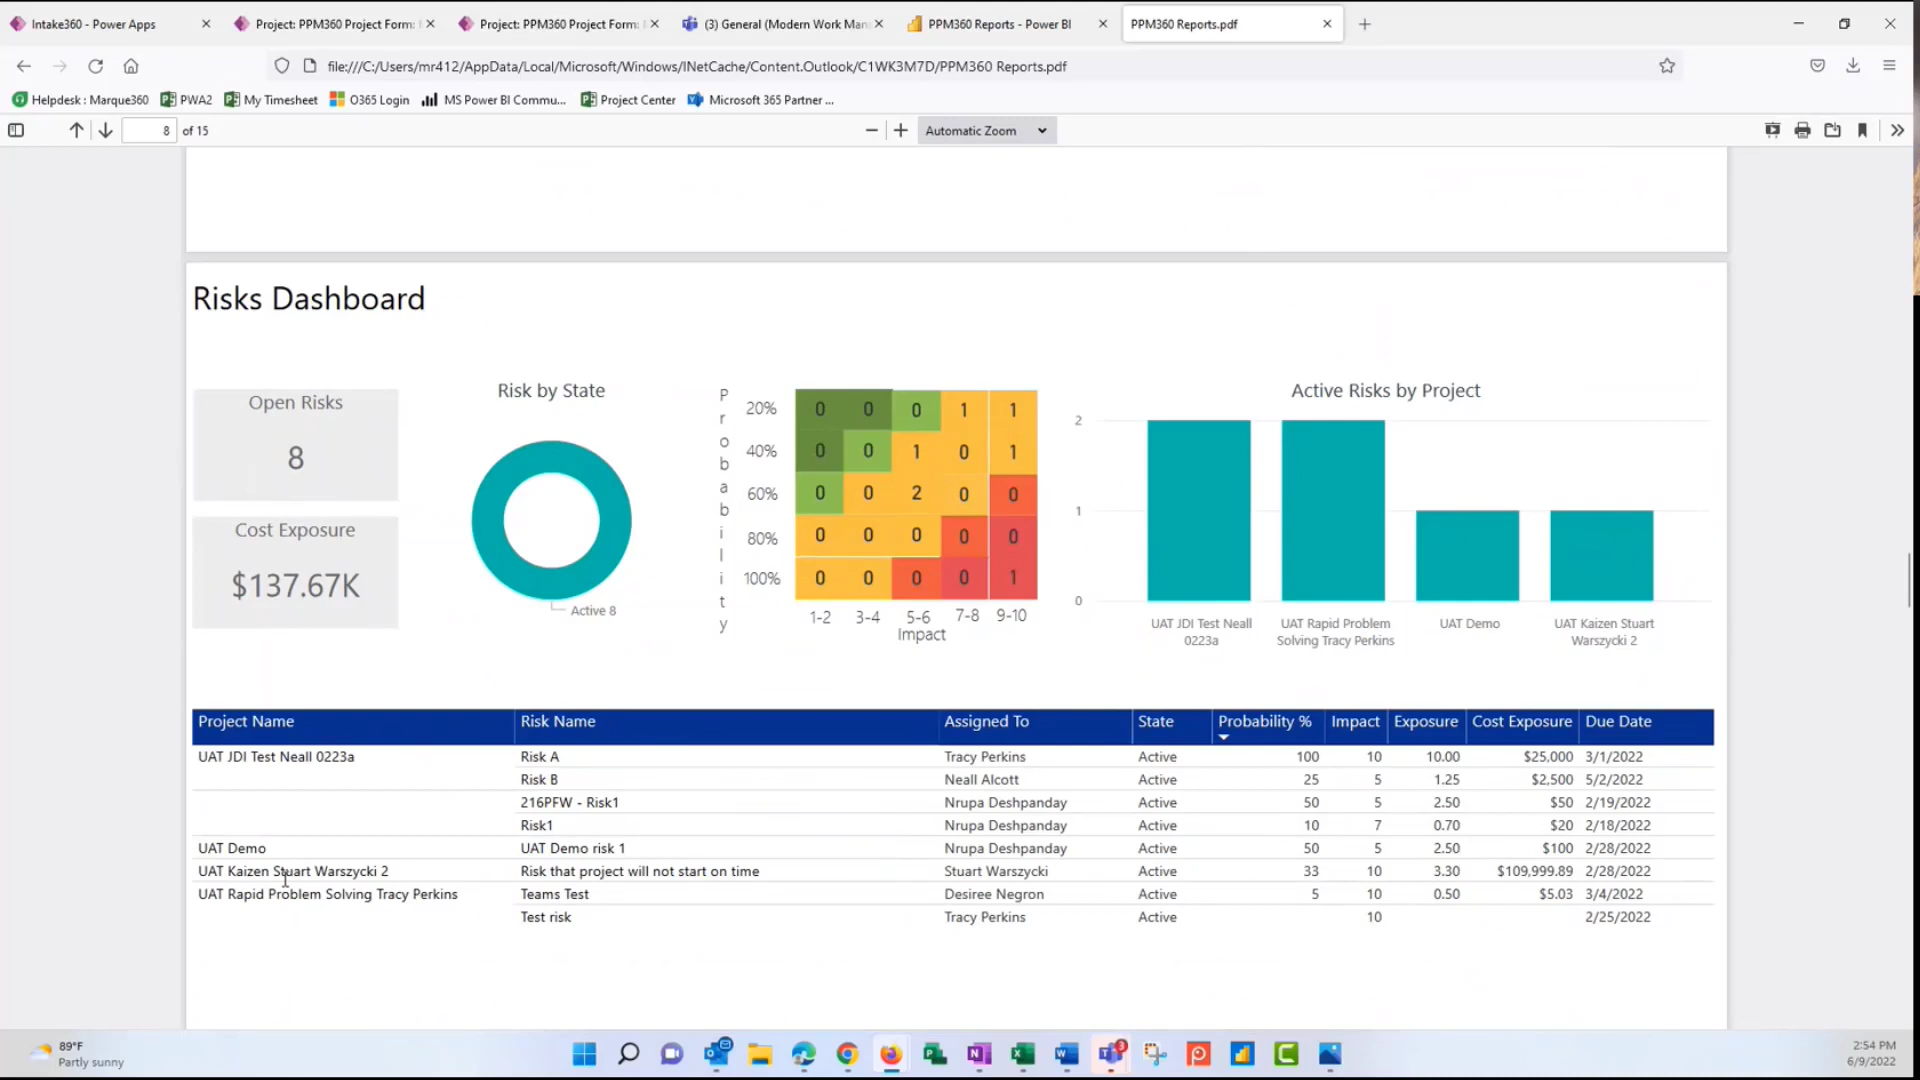 Intake360 - Power Apps
Project: PPM360 Project Form:
Project: PPM360 Project Form:
(3) General (Modern Work Man
PPM360 Reports - Power BI
PPM360 Reports.pdf
file:///C:/Users/mr412/AppData/Local/Microsoft/Windows/INetCache/Content.Outlook/C1WK3M7D/PPM360 Reports.pdf
Helpdesk : Marque360
PWA2
My Timesheet
O365 Login
MS Power BI Commu...
Project Center
Microsoft 365 Partner ...
8 of 15
Automatic Zoom
Risks Dashboard
Open Risks
8
Cost Exposure
$137.67K
Risk by State
Active 8
Probability
20% 0 0 0 1 1
40% 0 0 1 0 1
60% 0 0 2 0 0
80% 0 0 0 0 0
100% 0 0 0 0 1
1-2 3-4 5-6 7-8 9-10
Impact
Active Risks by Project
2
1
0
UAT JDI Test Neall
0223a
UAT Rapid Problem
Solving Tracy Perkins
UAT Demo
UAT Kaizen Stuart
Warszycki 2
Project Name Risk Name Assigned To State Probability % Impact Exposure Cost Exposure Due Date
UAT JDI Test Neall 0223a Risk A Tracy Perkins Active 100 10 10.00 $25,000 3/1/2022
Risk B Neall Alcott Active 25 5 1.25 $2,500 5/2/2022
216PFW - Risk1 Nrupa Deshpanday Active 50 5 2.50 $50 2/19/2022
Risk1 Nrupa Deshpanday Active 10 7 0.70 $20 2/18/2022
UAT Demo UAT Demo risk 1 Nrupa Deshpanday Active 50 5 2.50 $100 2/28/2022
UAT Kaizen Stuart Warszycki 2 Risk that project will not start on time Stuart Warszycki Active 33 10 3.30 $109,999.89 2/28/2022
UAT Rapid Problem Solving Tracy Perkins Teams Test Desiree Negron Active 5 10 0.50 $5.03 3/4/2022
Test risk Tracy Perkins Active 10 2/25/2022
89°F
Partly sunny
3
2:54 PM
6/9/2022